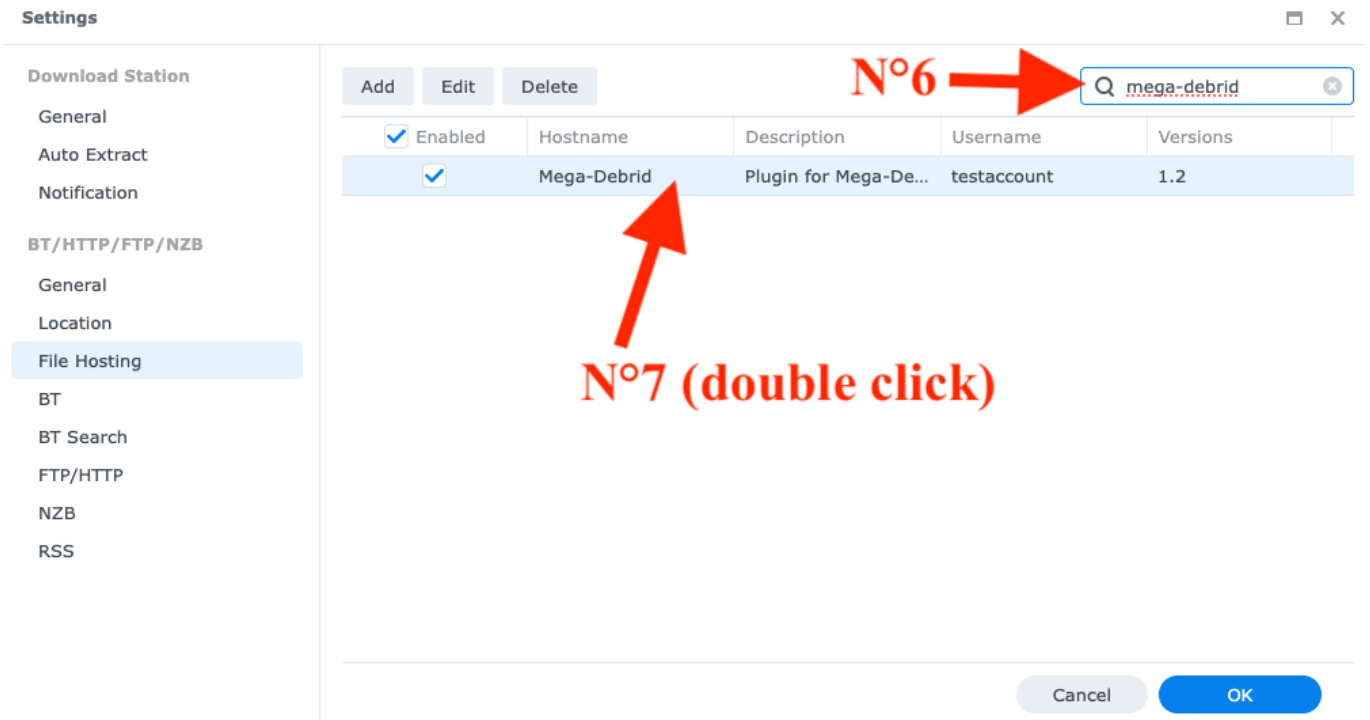 Settings
Download Station
General
Auto Extract
Notification
BT/HTTP/FTP/NZB
General
Location
File Hosting
BT
BT Search
FTP/HTTP
NZB
RSS
Add Edit Delete
N°6
mega-debrid
Enabled Hostname Description Username Versions
Mega-Debrid Plugin for Mega-De... testaccount 1.2
N°7 (double click)
Cancel OK